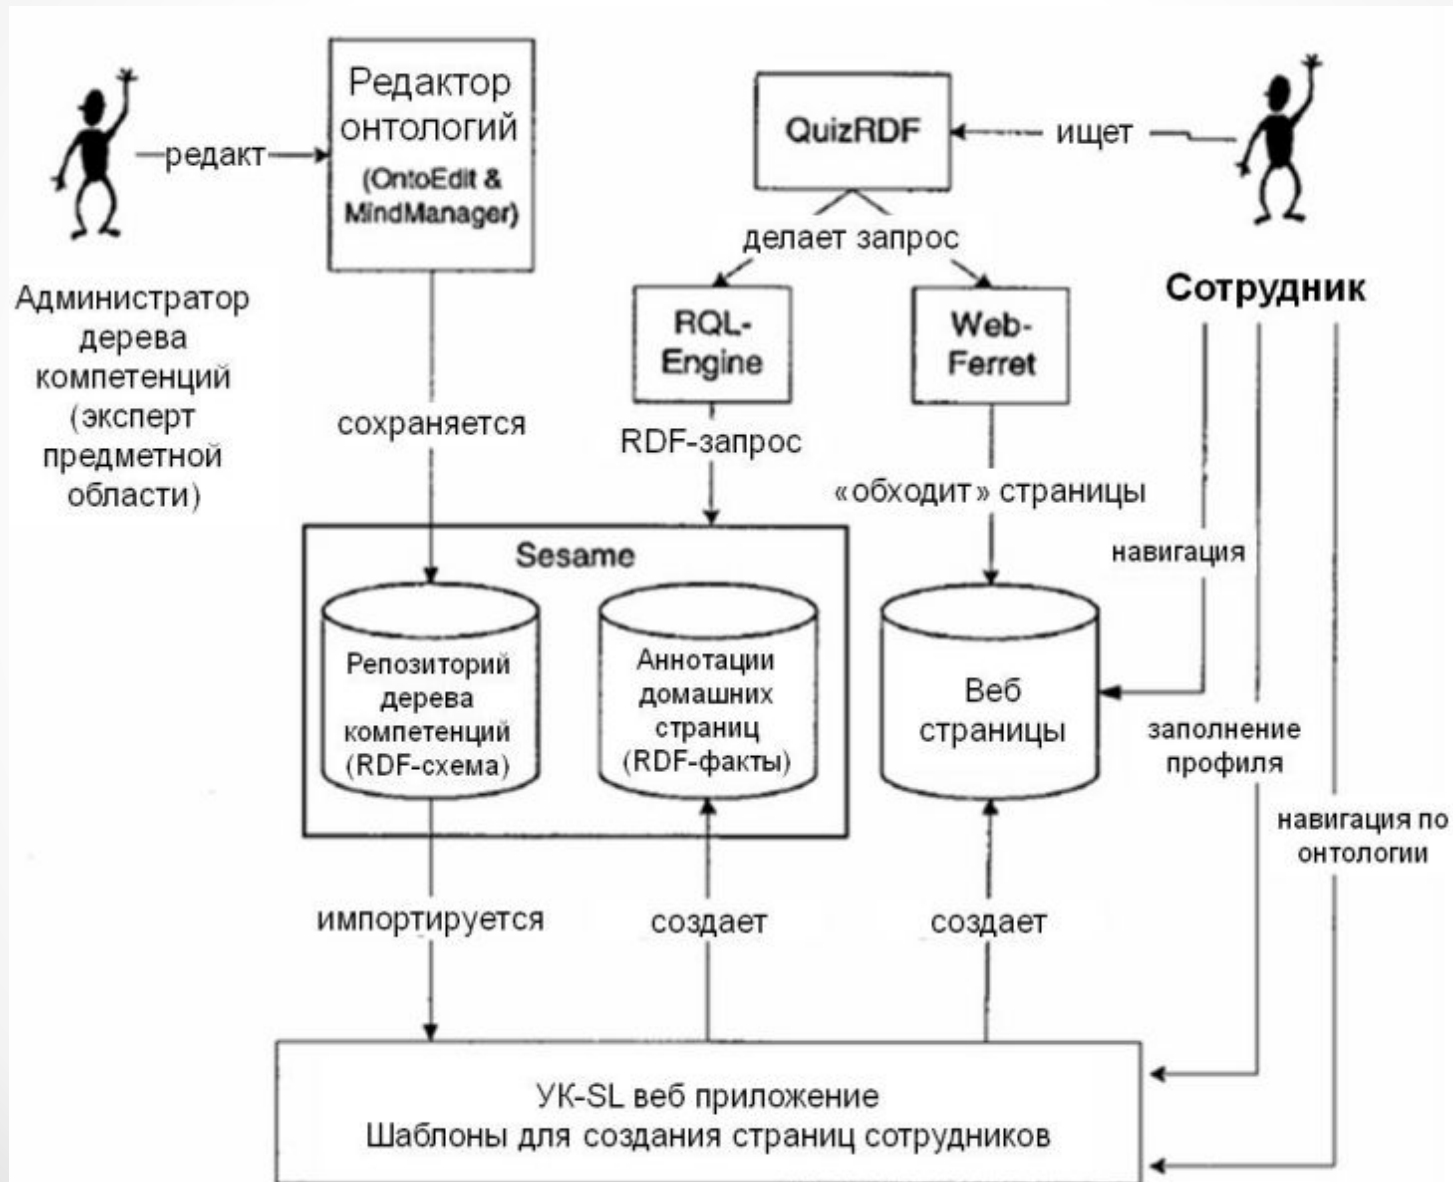 Редактор
онтологий
(OntoEdit &
MindManager)
редакт
QuizRDF
ищет
делает запрос
Администратор
дерева
компетенций
(эксперт
предметной
области)
Сотрудник
RQL-
Engine
Web-
Ferret
сохраняется
RDF-запрос
«обходит» страницы
навигация
Sesame
Репозиторий
дерева
компетенций
(RDF-схема)
Аннотации
домашних
страниц
(RDF-факты)
Веб
страницы
заполнение
профиля
навигация по
онтологии
импортируется
создает
создает
УК-SL веб приложение
Шаблоны для создания страниц сотрудников